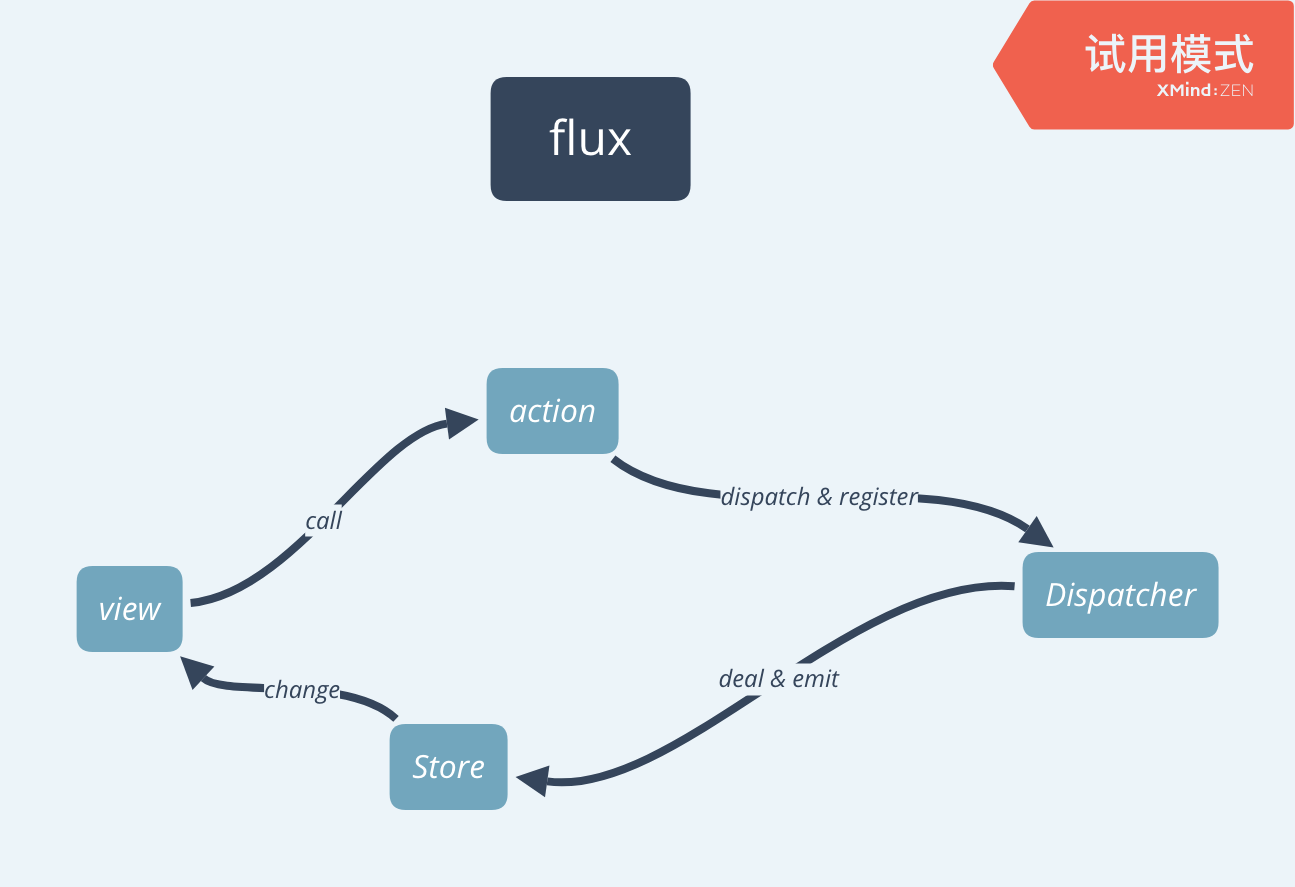 试用模式
XMind:ZEN
flux
action
dispatch & register
call
Dispatcher
view
deal & emit
change
Store